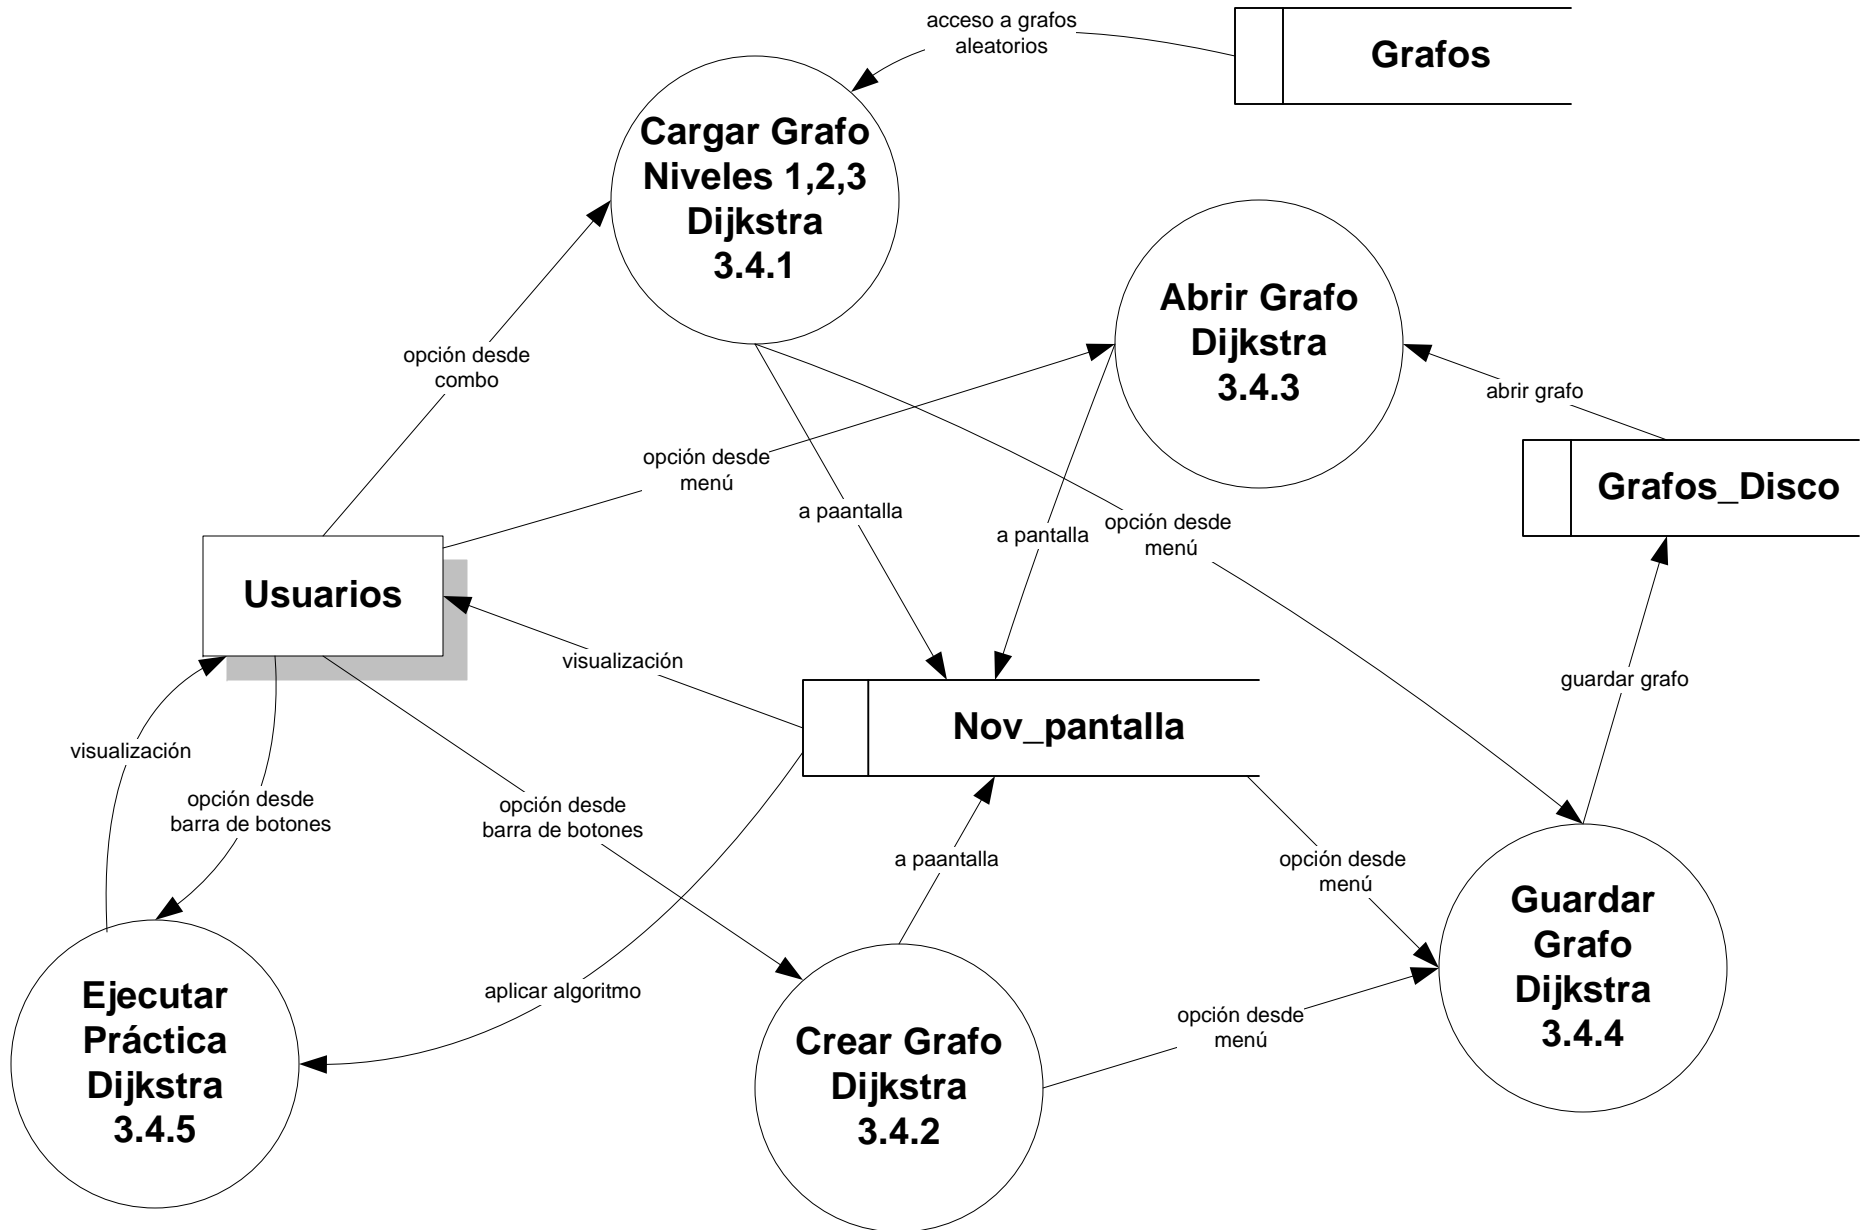 acceso a grafos
aleatorios
Grafos
Cargar Grafo
Niveles 1,2,3
Dijkstra
3.4.1
Abrir Grafo
Dijkstra
3.4.3
opción desde
combo
abrir grafo
opción desde
menú
Grafos_Disco
a paantalla
a pantalla
opción desde
menú
Usuarios
visualización
guardar grafo
Nov_pantalla
visualización
opción desde
barra de botones
opción desde
barra de botones
a paantalla
opción desde
menú
Guardar
Grafo
Dijkstra
3.4.4
aplicar algoritmo
Ejecutar
Práctica
Dijkstra
3.4.5
opción desde
menú
Crear Grafo
Dijkstra
3.4.2